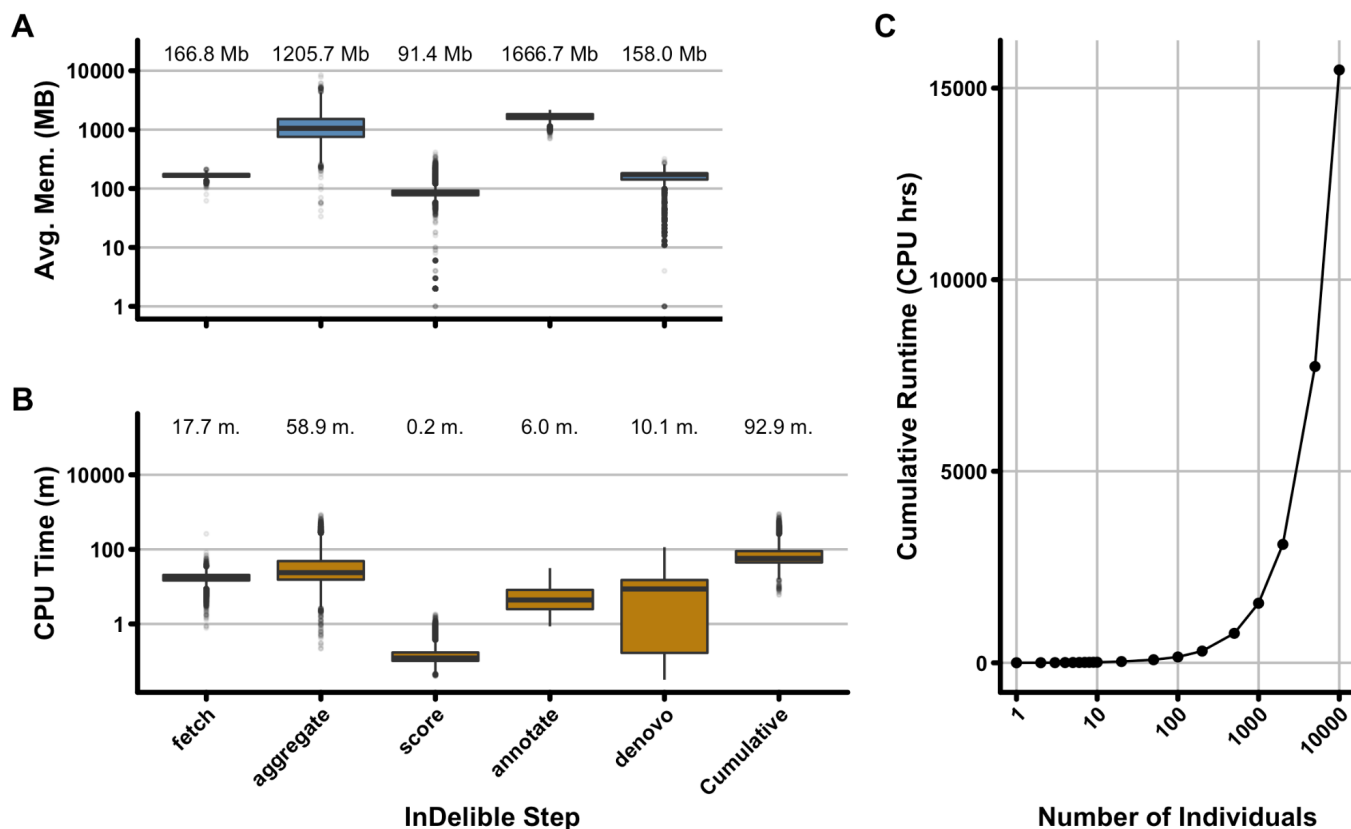 A
166.8 Mb 1205.7 Mb 91.4 Mb 1666.7 Mb 158.0 Mb
10000
1000
100
10
1
Avg. Mem. (MB)
B
17.7 m. 58.9 m. 0.2 m. 6.0 m. 10.1 m. 92.9 m.
10000
100
1
CPU Time (m)
fetch
aggregate
score
annotate
denovo
Cumulative
InDelible Step
C
15000
10000
5000
0
Cumulative Runtime (CPU hrs)
1
10
100
1000
10000
Number of Individuals